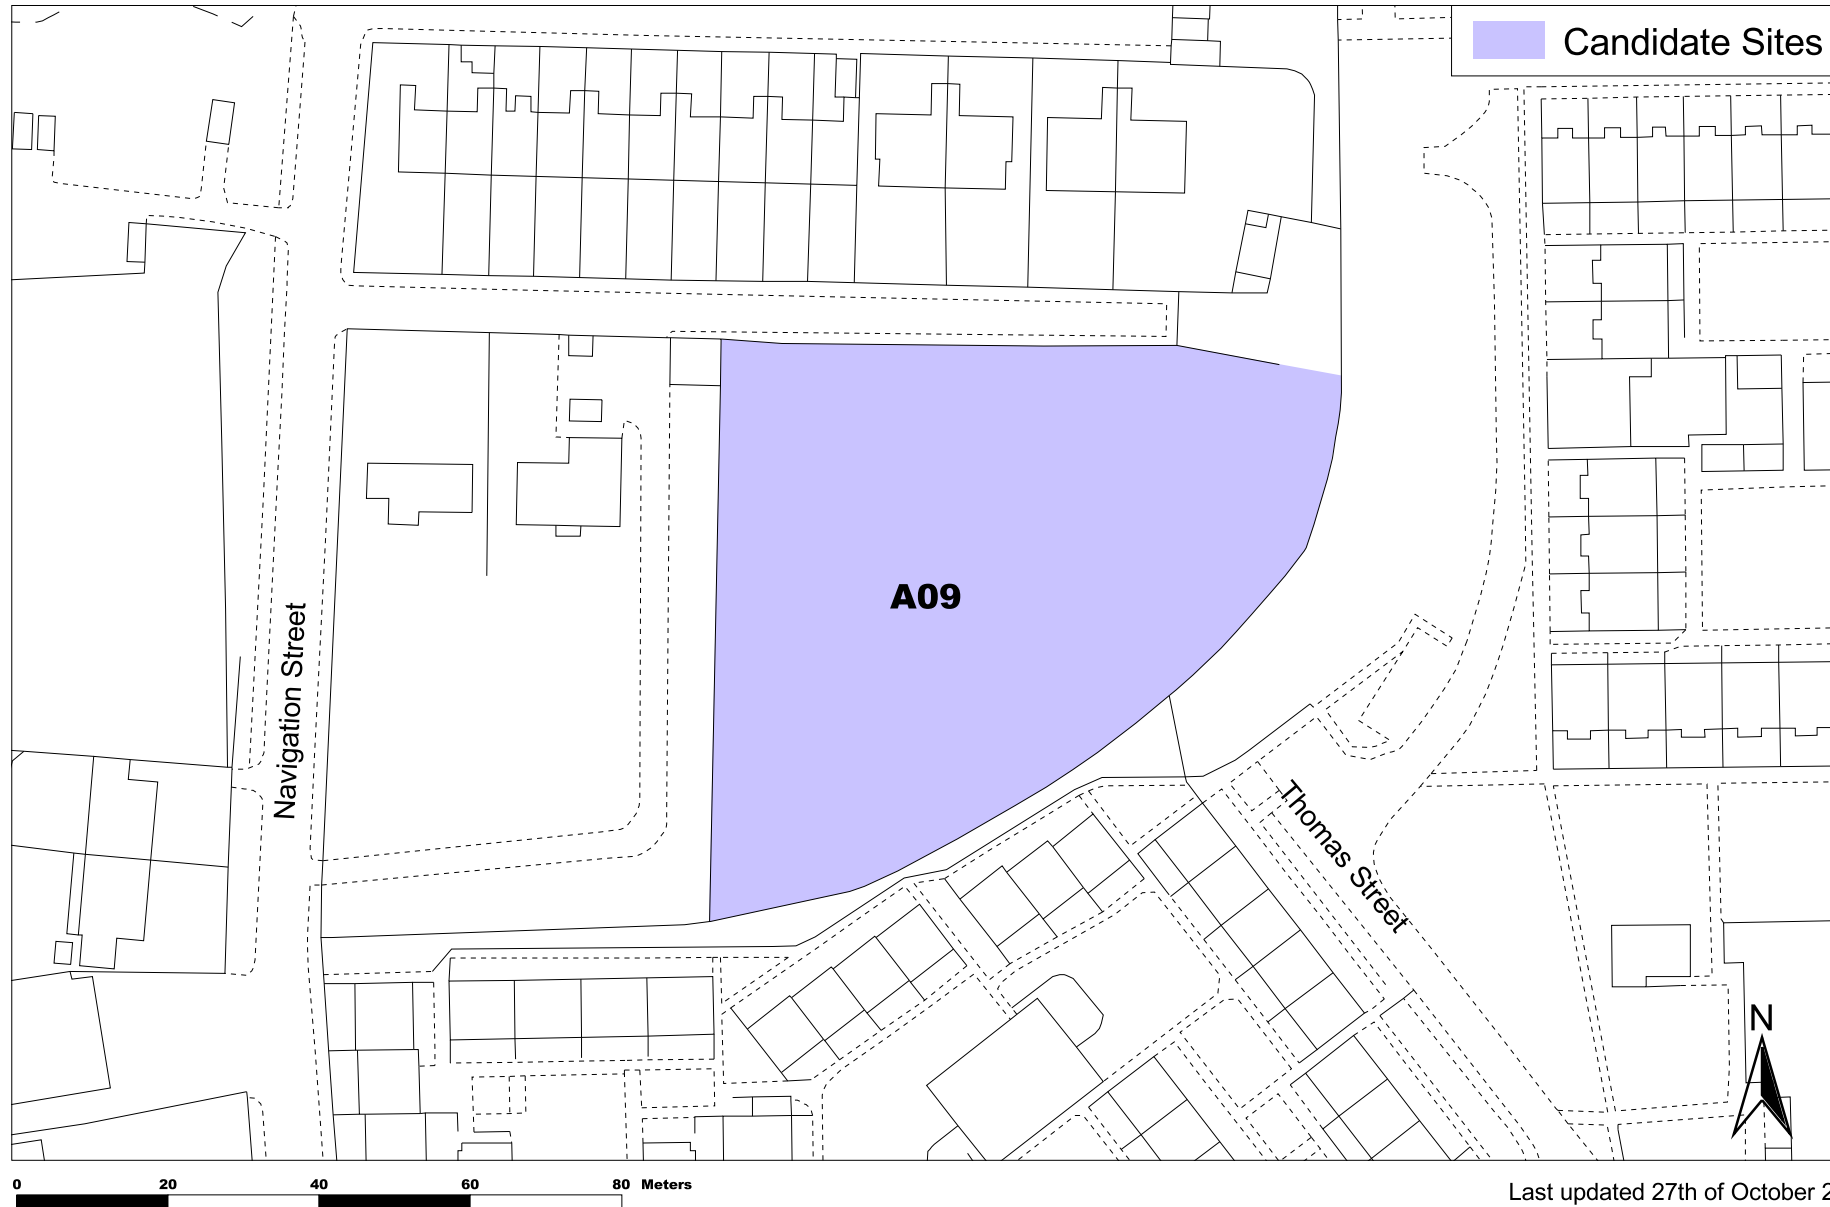 Candidate Sites
A09
Navigation Street
Thomas Street
N
0 20 40 60 80 Meters
Last updated 27th of October